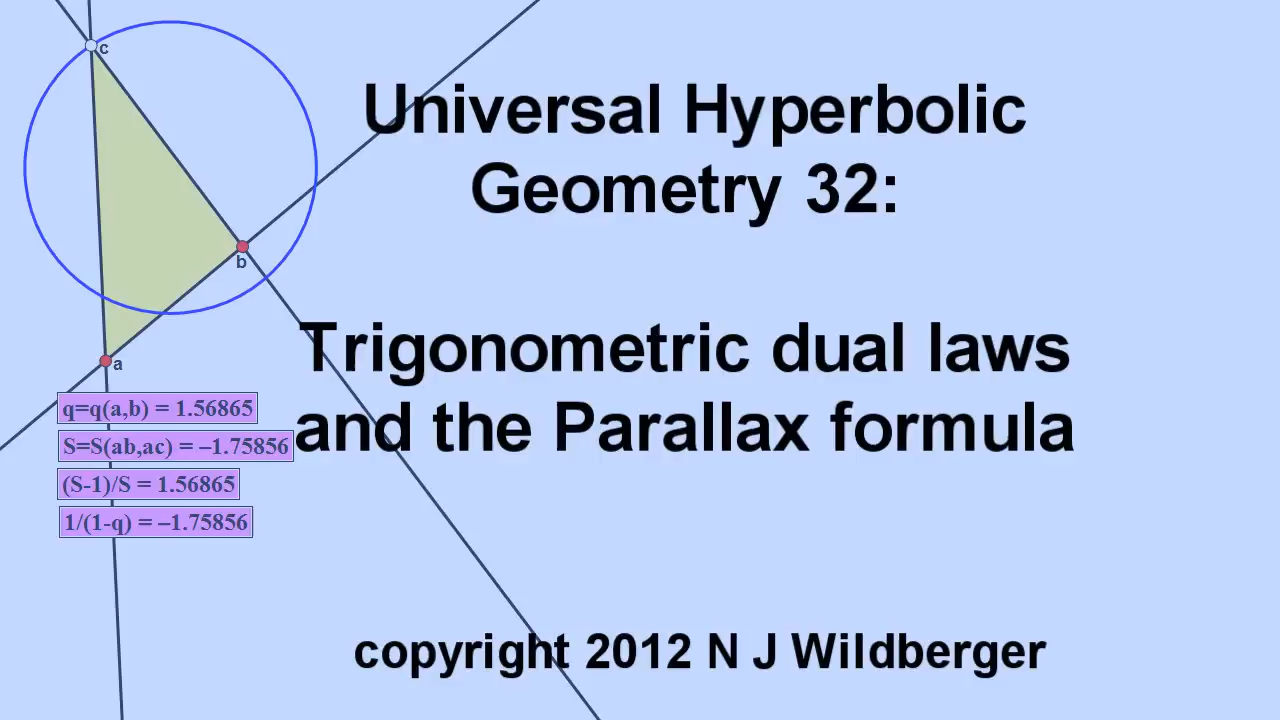 c
Universal Hyperbolic
Geometry 32:
b
Trigonometric dual laws
a
and the Parallax formula
q=q(a,b) = 1.56865
S=S(ab,ac) = –1.75856
(S-1)/S = 1.56865
1/(1-q) = –1.75856
copyright 2012 N J Wildberger